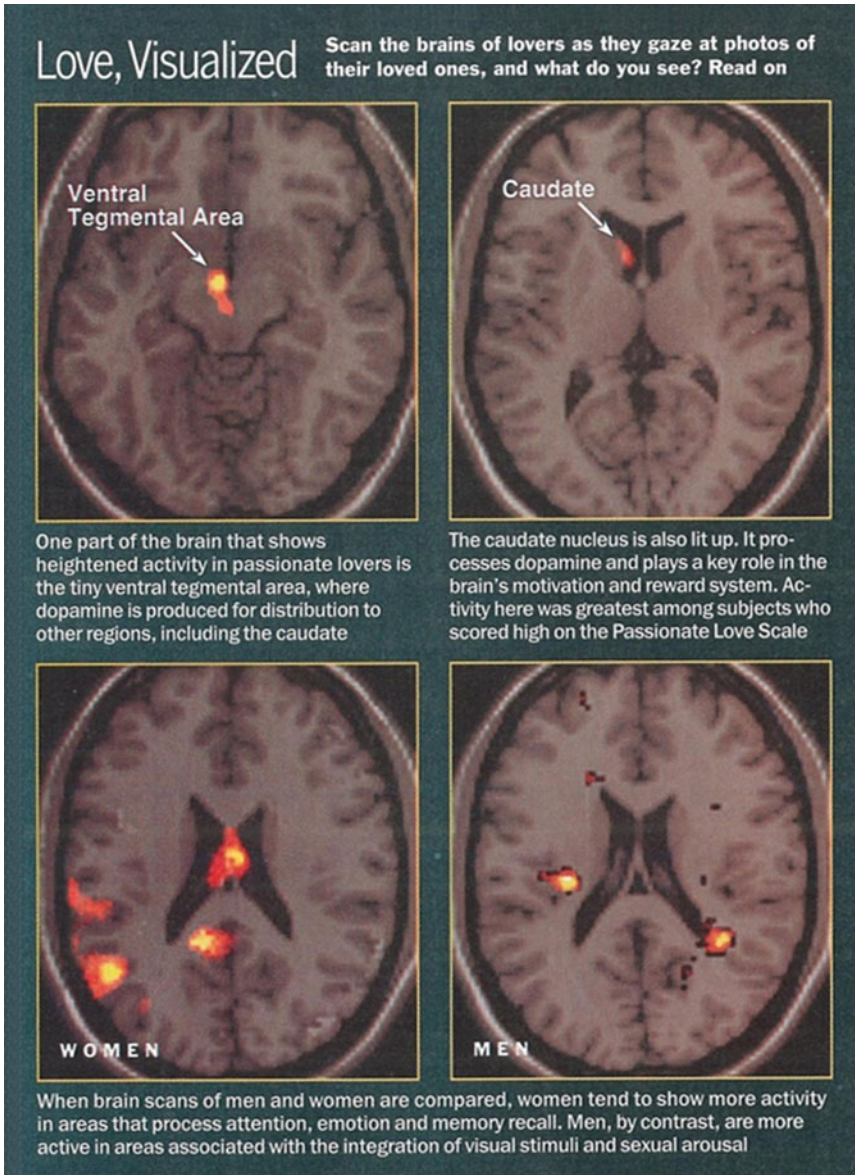 Love, Visualized
Scan the brains of lovers as they gaze at photos of
their loved ones, and what do you see? Read on
Ventral
Tegmental Area
Caudate
One part of the brain that shows
heightened activity in passionate lovers is
the tiny ventral tegmental area, where
dopamine is produced for distribution to
other regions, including the caudate
The caudate nucleus is also lit up. It pro-
cesses dopamine and plays a key role in the
brain's motivation and reward system. Ac-
tivity here was greatest among subjects who
scored high on the Passionate Love Scale
WOMEN
MEN
When brain scans of men and women are compared, women tend to show more activity
in areas that process attention, emotion and memory recall. Men, by contrast, are more
active in areas associated with the integration of visual stimuli and sexual arousal